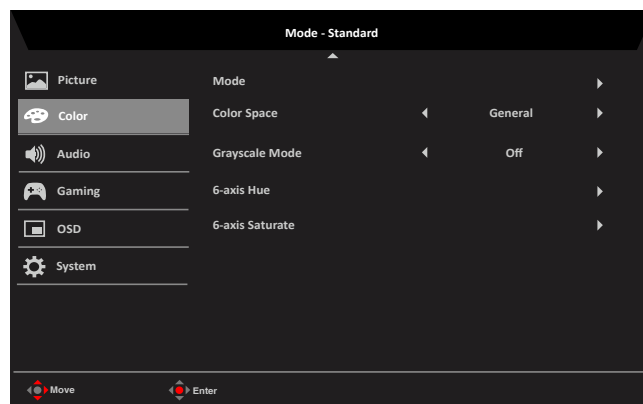 Mode - Standard
Picture
Mode
Color
Color Space General
Audio
Grayscale Mode Off
Gaming
6-axis Hue
OSD
6-axis Saturate
System
Move Enter